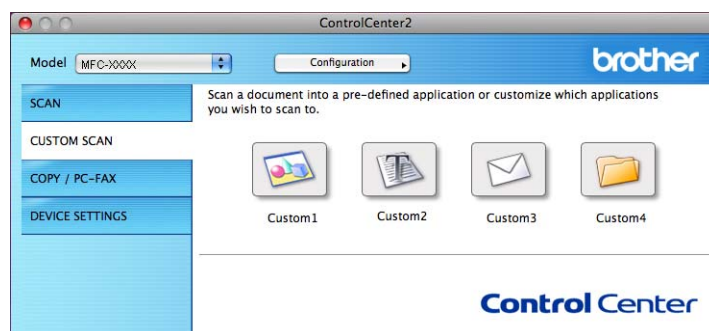 ControlCenter2
Model MFC-XXXX Configuration
brother
SCAN
CUSTOM SCAN
COPY / PC-FAX
DEVICE SETTINGS
Scan a document into a pre-defined application or customize which applications
you wish to scan to.
Custom1 Custom2 Custom3 Custom4
Control Center